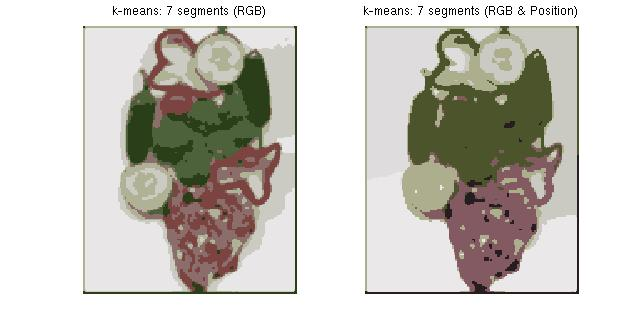 k-means: 7 segments (RGB)
k-means: 7 segments (RGB & Position)